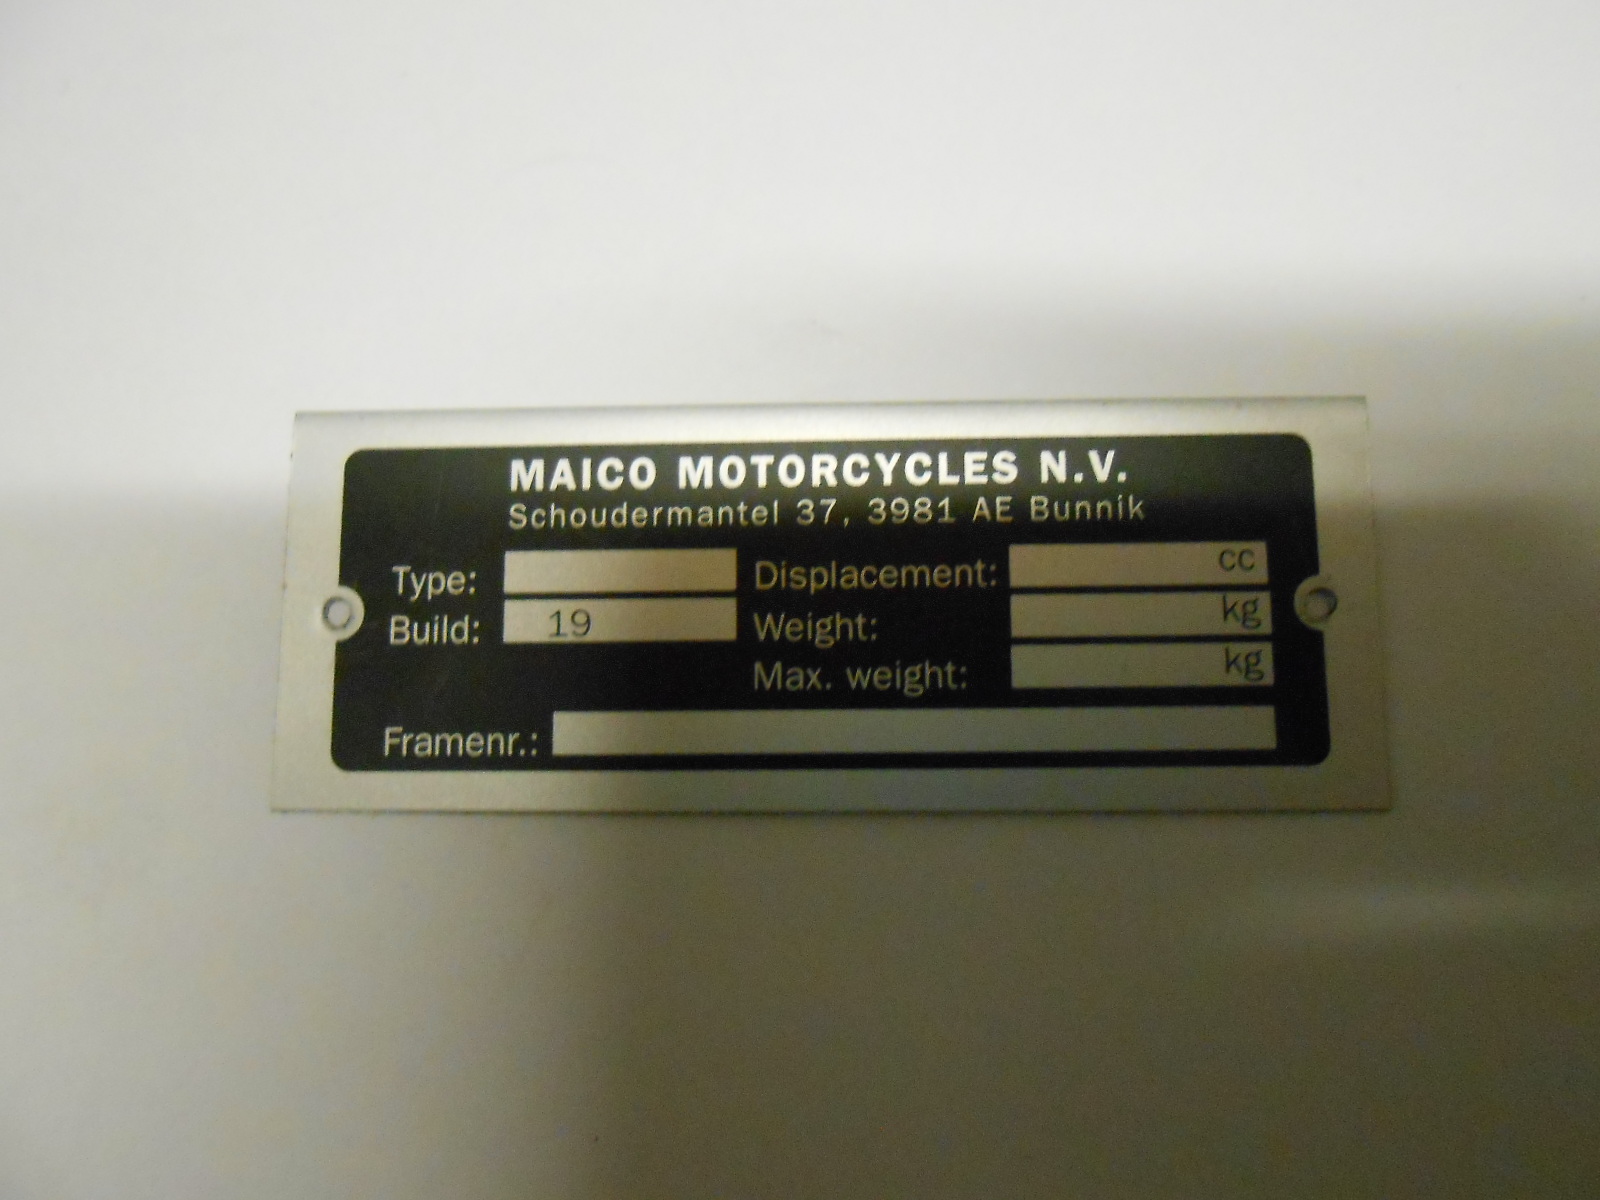 MAICO MOTORCYCLES N.V.
Schoudermantel 37, 3981 AE Bunnik
Type:
Displacement: cc
Build: 19
Weight: kg
Max. weight: kg
Framenr.: